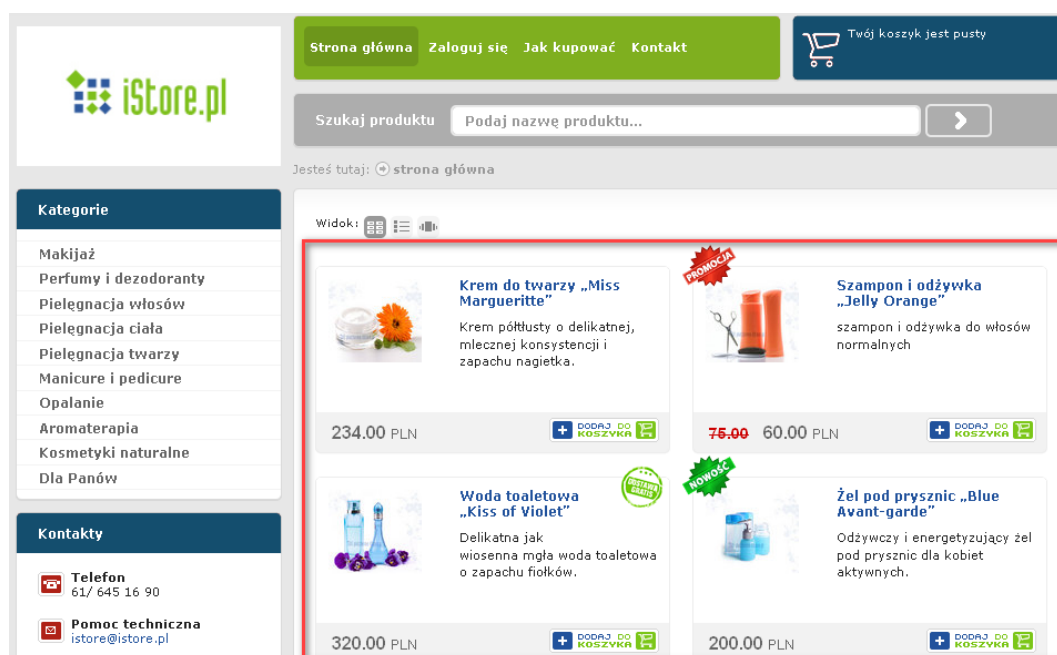 iStore.pl
Strona główna Zaloguj się Jak kupować Kontakt
Twój koszyk jest pusty
Szukaj produktu Podaj nazwę produktu...
Jesteś tutaj: strona główna
Kategorie
Makijaż
Perfumy i dezodoranty
Pielęgnacja włosów
Pielęgnacja ciała
Pielęgnacja twarzy
Manicure i pedicure
Opalanie
Aromaterapia
Kosmetyki naturalne
Dla Panów
Kontakty
Telefon
61/ 645 16 90
Pomoc techniczna
istore@istore.pl
Widok:
Krem do twarzy „Miss
Margueritte”
Krem półtłusty o delikatnej,
mlecznej konsystencji i
zapachu nagietka.
234.00 PLN
DODAJ DO
KOSZYKA
PROMOCJA
Szampon i odżywka
„Jelly Orange”
szampon i odżywka do włosów
normalnych
75.00 60.00 PLN
DODAJ DO
KOSZYKA
Woda toaletowa
„Kiss of Violet”
DOSTAWA
GRATIS
Delikatna jak
wiosenna mgła woda toaletowa
o zapachu fiołków.
320.00 PLN
DODAJ DO
KOSZYKA
NOWOŚĆ
Żel pod prysznic „Blue
Avant-garde”
Odżywczy i energetyzujący żel
pod prysznic dla kobiet
aktywnych.
200.00 PLN
DODAJ DO
KOSZYKA